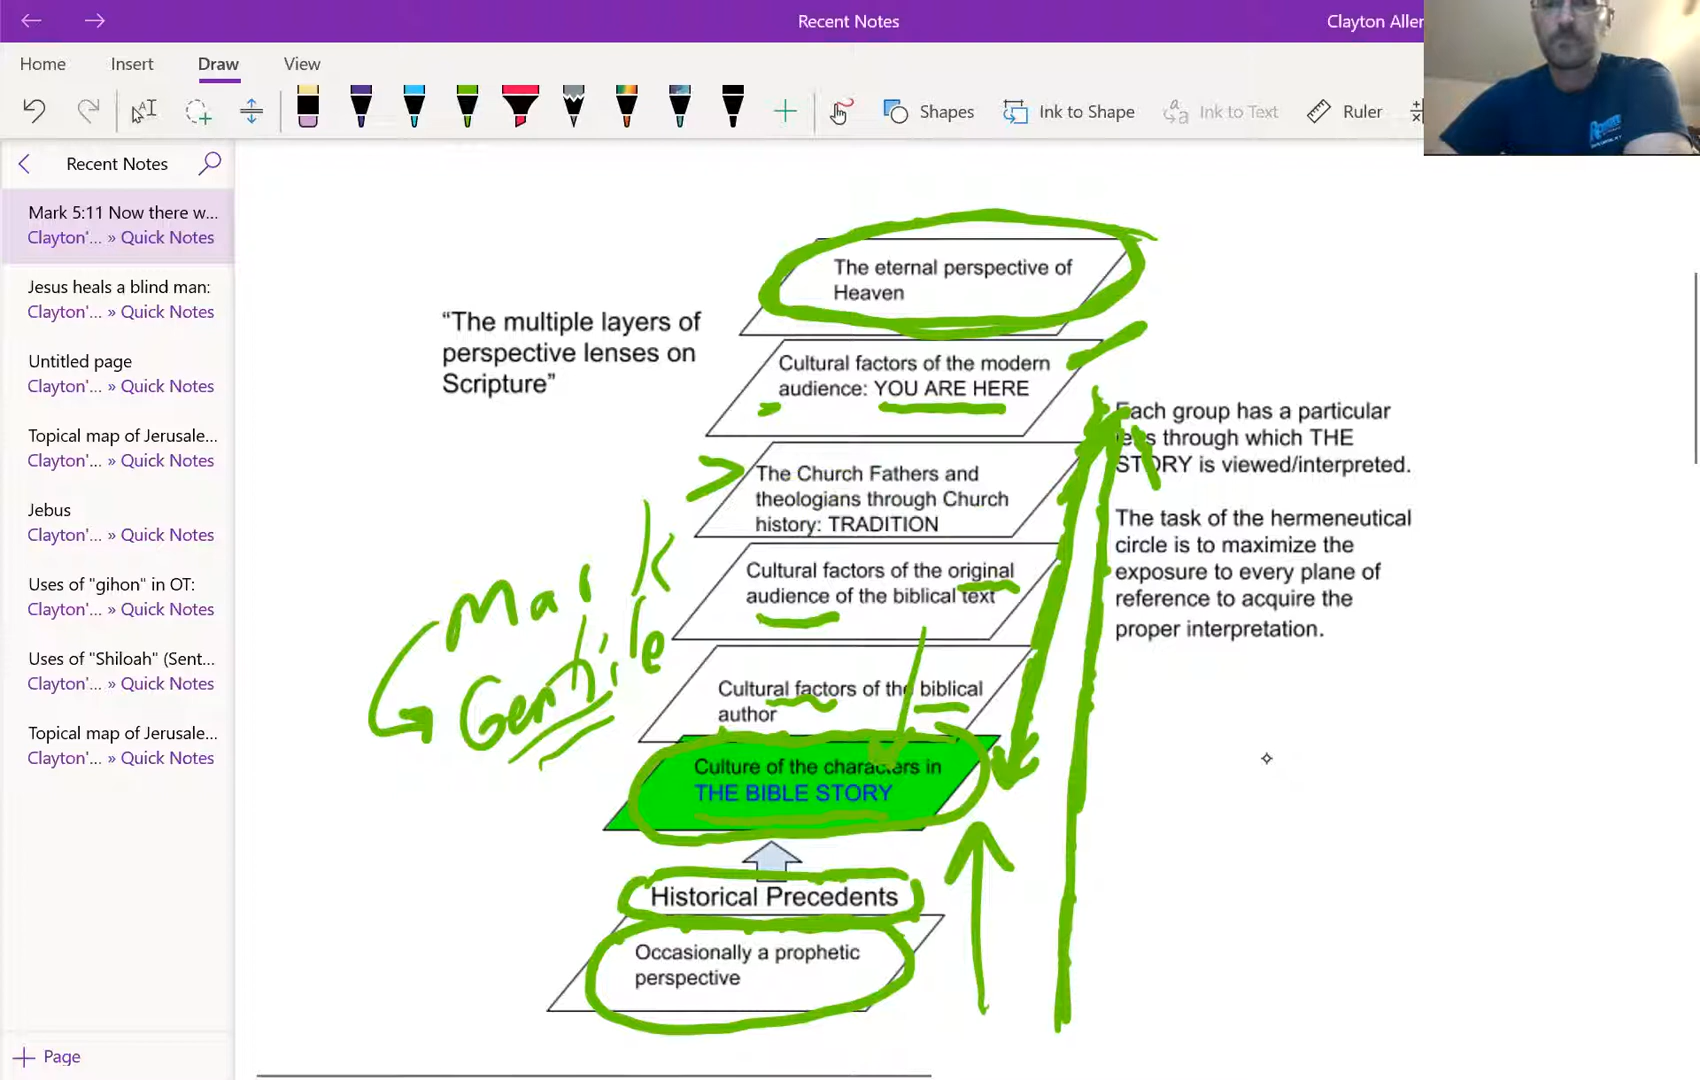 Recent Notes
Clayton Aller
Home Insert Draw View
Shapes Ink to Shape Ink to Text Ruler
Recent Notes
Mark 5:11 Now there w...
Clayton'... » Quick Notes
Jesus heals a blind man:
Clayton'... » Quick Notes
Untitled page
Clayton'... » Quick Notes
Topical map of Jerusale...
Clayton'... » Quick Notes
Jebus
Clayton'... » Quick Notes
Uses of "gihon" in OT:
Clayton'... » Quick Notes
Uses of "Shiloah" (Sent...
Clayton'... » Quick Notes
Topical map of Jerusale...
Clayton'... » Quick Notes
Page
“The multiple layers of
perspective lenses on
Scripture”
The eternal perspective of
Heaven
Cultural factors of the modern
audience: YOU ARE HERE
The Church Fathers and
theologians through Church
history: TRADITION
Cultural factors of the original
audience of the biblical text
Cultural factors of the biblical
author
Culture of the characters in
THE BIBLE STORY
Historical Precedents
Occasionally a prophetic
perspective
Mark
Gentile
Each group has a particular
lens through which THE
STORY is viewed/interpreted.
The task of the hermeneutical
circle is to maximize the
exposure to every plane of
reference to acquire the
proper interpretation.